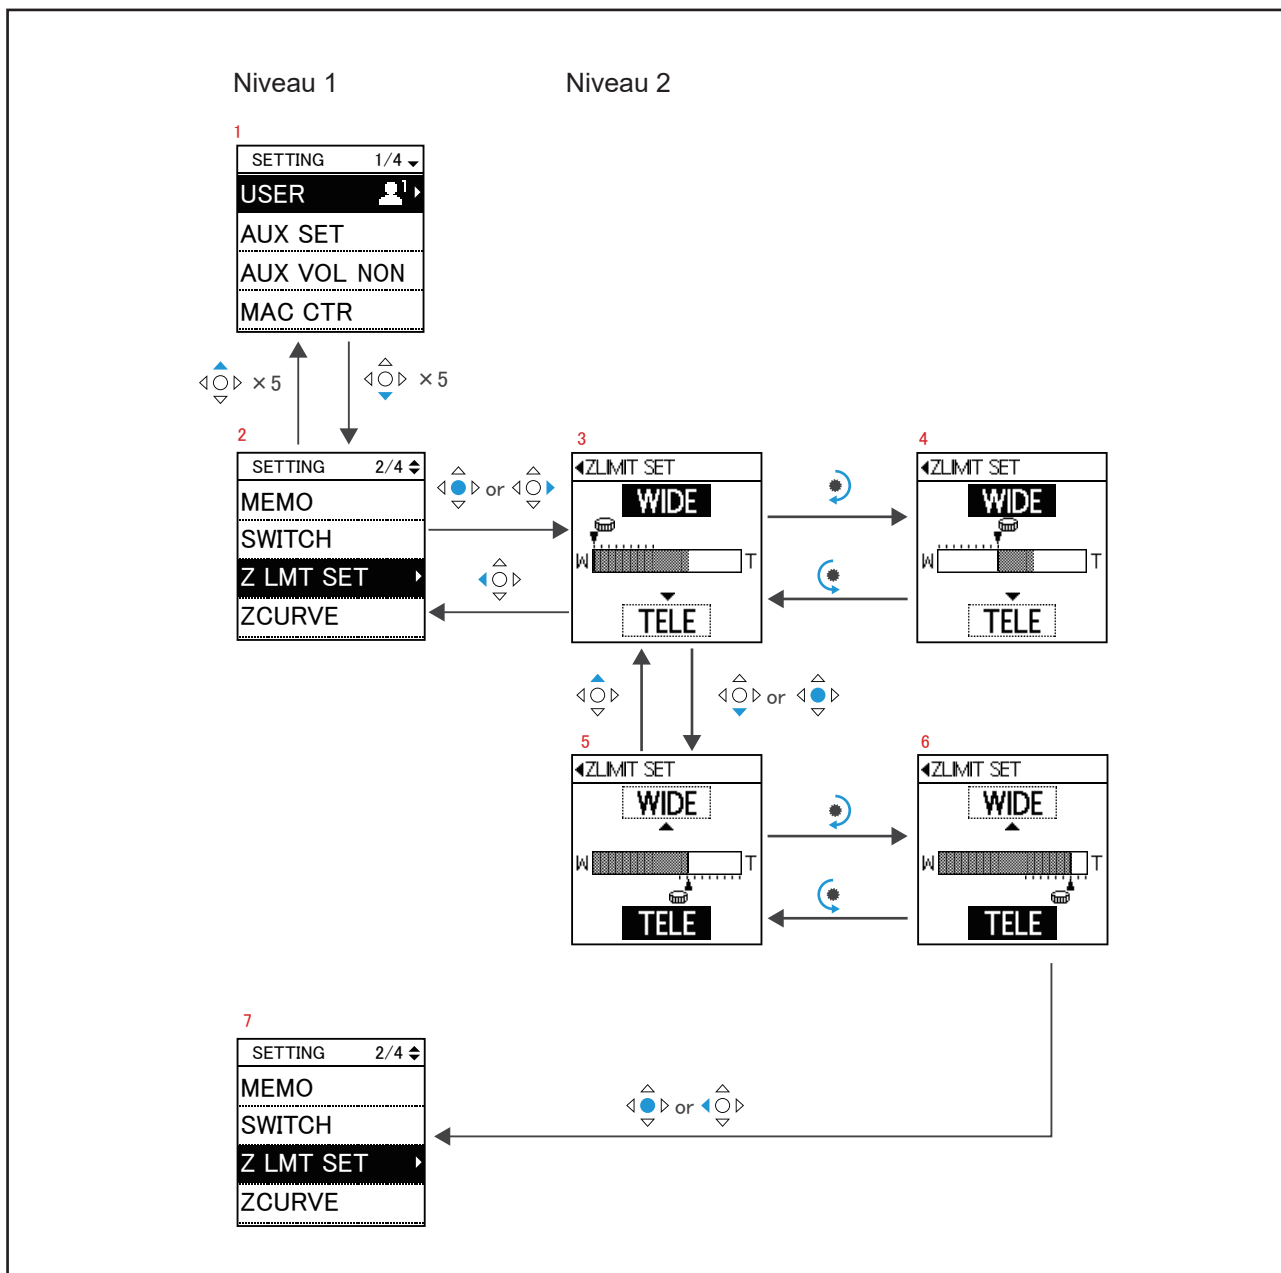 Niveau 1
Niveau 2
1
SETTING 1/4
USER 1
AUX SET
AUX VOL NON
MAC CTR
×5
×5
2
SETTING 2/4
MEMO
SWITCH
Z LMT SET
ZCURVE
or
3
ZLIMIT SET
WIDE
W T
TELE
4
ZLIMIT SET
WIDE
W T
TELE
or
5
ZLIMIT SET
WIDE
W T
TELE
6
ZLIMIT SET
WIDE
W T
TELE
7
SETTING 2/4
MEMO
SWITCH
Z LMT SET
ZCURVE
or